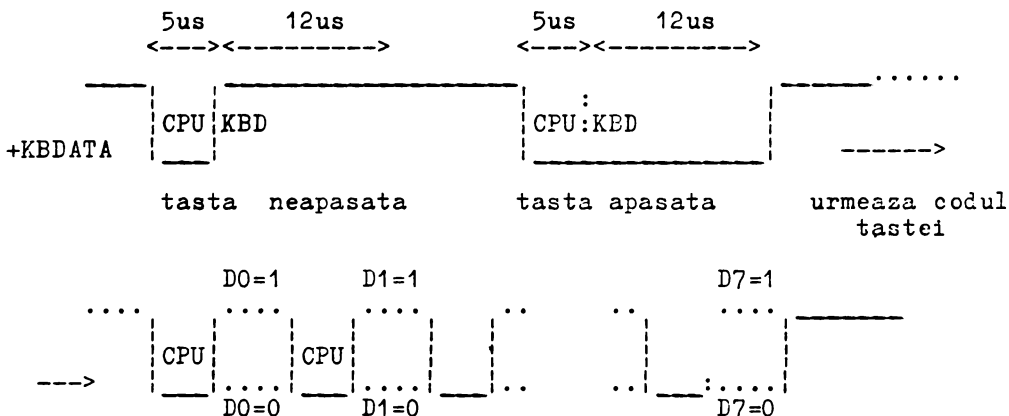 5us 12us 5us 12us
<----><----------> <----><---------->
CPU KBD CPU:KBD
+KBDATA ------>
tasta neapasata tasta apasata urmeaza codul
tastei
D0=1 D1=1 D7=1
CPU CPU
--->
D0=0 D1=0 D7=0